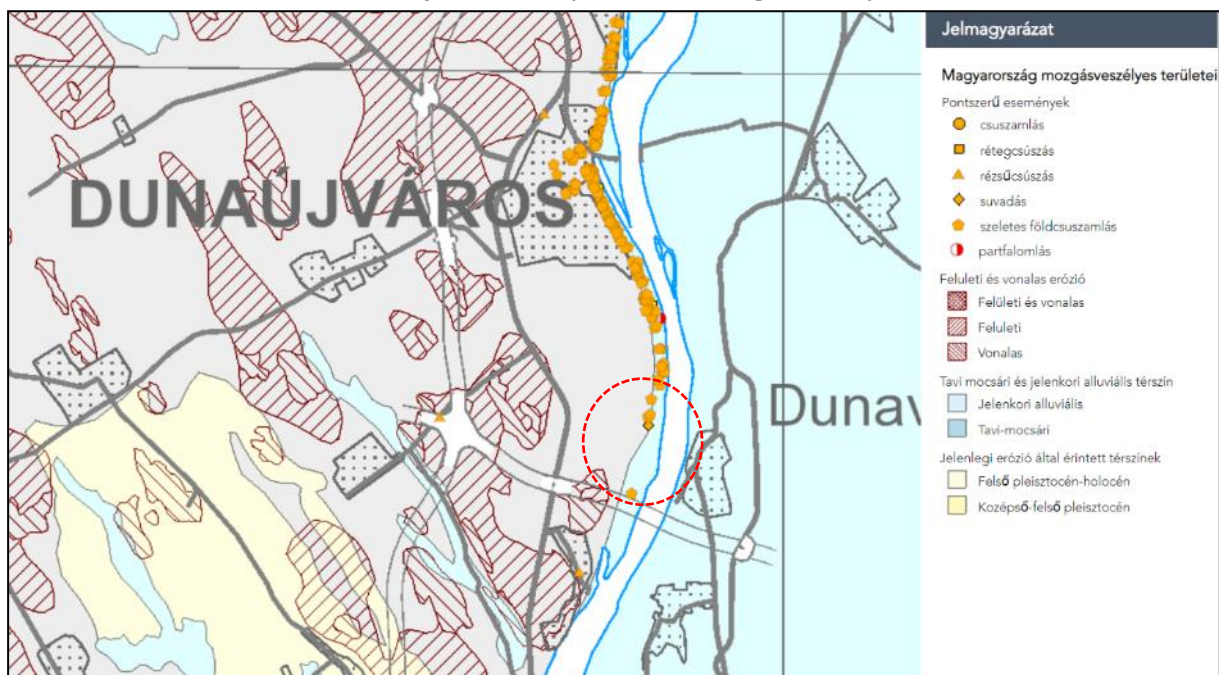 DUNAÚJVÁROS
Dunav
Jelmagyarázat
Magyarország mozgásveszélyes területei
Pontszerű események
csuszamlás
rétegcsúszás
rézsűcsúszás
suvadás
szeletes földcsuszamlás
partfalomlás
Feluleti és vonalas erózió
Felületi és vonalas
Feluleti
Vonalas
Tavi mocsári és jelenkori alluviális térszín
Jelenkori alluviális
Tavi-mocsári
Jelenlegi erózió által érintett térszínek
Felső pleisztocén-holocén
Kozépső-felső pleisztocén